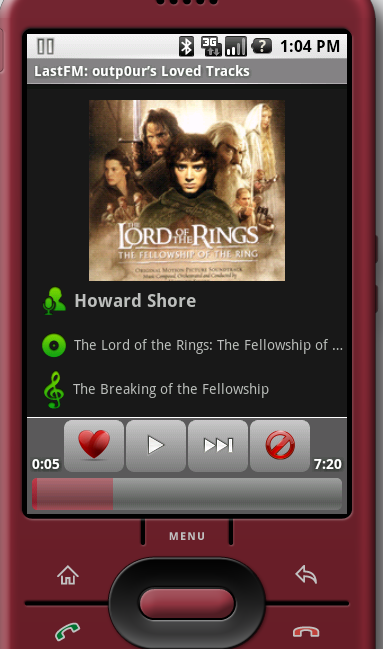 3G
?
1:04 PM
LastFM: outp0ur's Loved Tracks
THE
LORD OF THE RINGS
THE FELLOWSHIP OF THE RING
ORIGINAL MOTION PICTURE SOUNDTRACK
Music Composed, Orchestrated and Conducted by
Howard Shore
The Lord of the Rings: The Fellowship of ...
The Breaking of the Fellowship
0:05
7:20
MENU